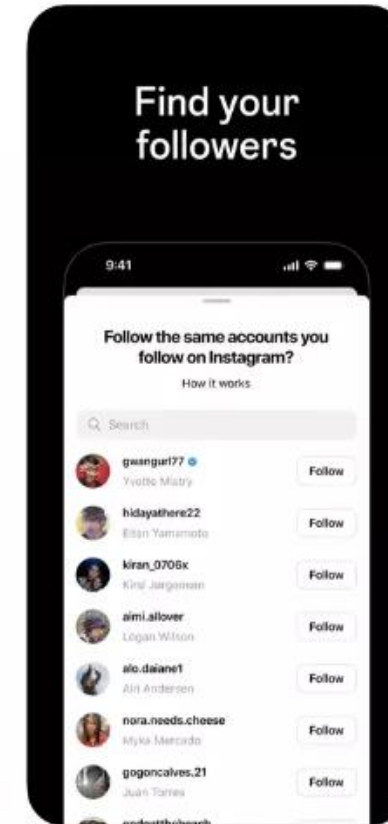 Find your
followers
9:41
Follow the same accounts you
follow on Instagram?
How it works
Search
gwangurl77
Follow
Yvette Mistry
hidayathere22
Follow
Eitan Yamamoto
kiran_0706x
Follow
Kirsi Jorgensen
aimi.allover
Follow
Logan Wilson
alo.daiane1
Follow
Airi Andersen
nora.needs.cheese
Follow
Myka Mercado
gogoncalves.21
Follow
Juan Torres